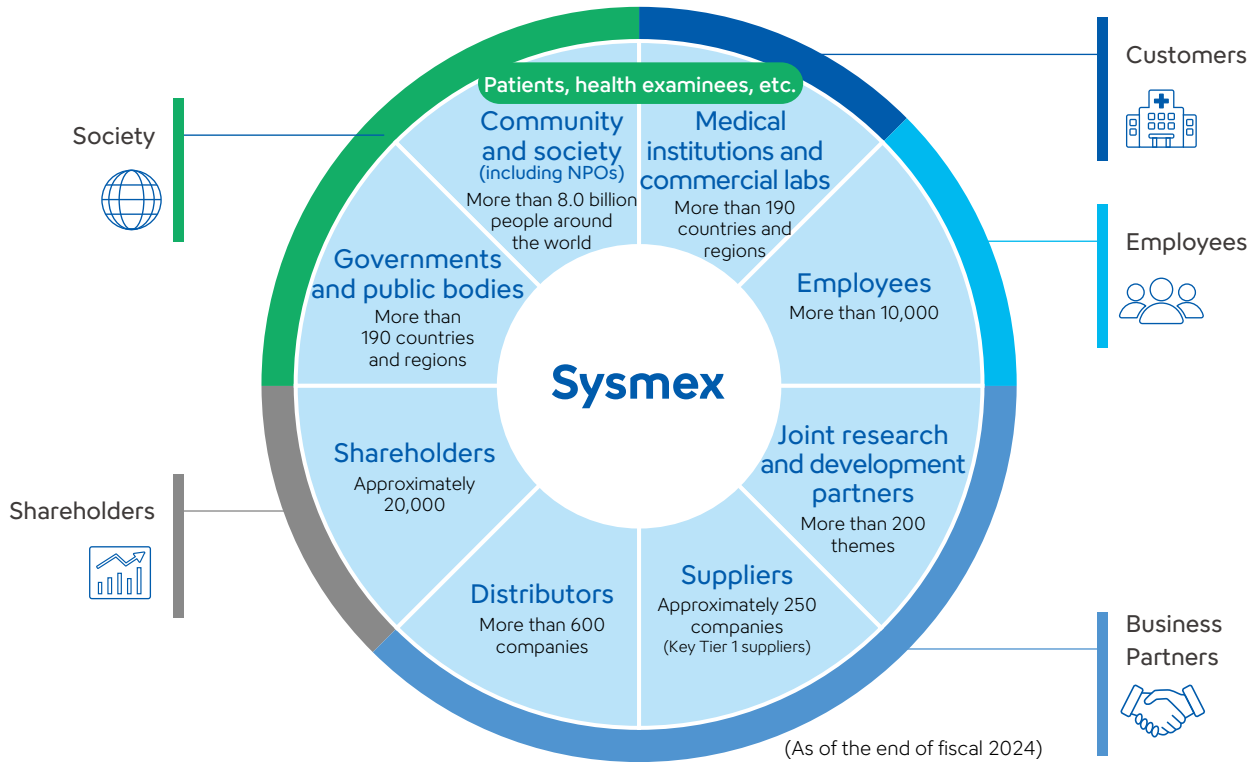 Patients, health examinees, etc.
Community
and society
(including NPOs)
More than 8.0 billion
people around
the world
Medical
institutions and
commercial labs
More than 190
countries and
regions
Customers
Society
Governments
and public bodies
More than
190 countries
and regions
Employees
More than 10,000
Employees
Sysmex
Shareholders
Approximately
20,000
Joint research
and development
partners
More than 200
themes
Shareholders
Distributors
More than 600
companies
Suppliers
Approximately 250
companies
(Key Tier 1 suppliers)
Business
Partners
(As of the end of fiscal 2024)